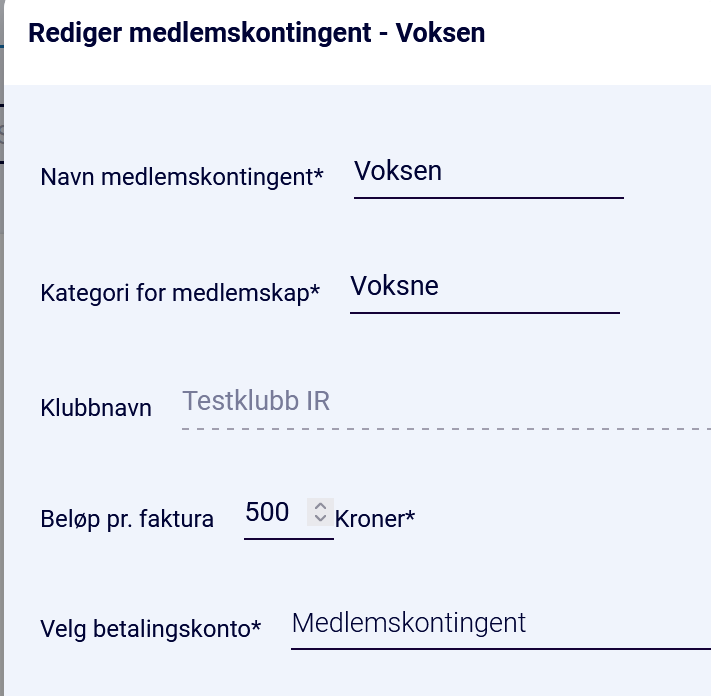 Rediger medlemskontingent - Voksen
Navn medlemskontingent* Voksen
Kategori for medlemskap* Voksne
Klubbnavn Testklubb IR
Beløp pr. faktura 500 Kroner*
Velg betalingskonto* Medlemskontingent